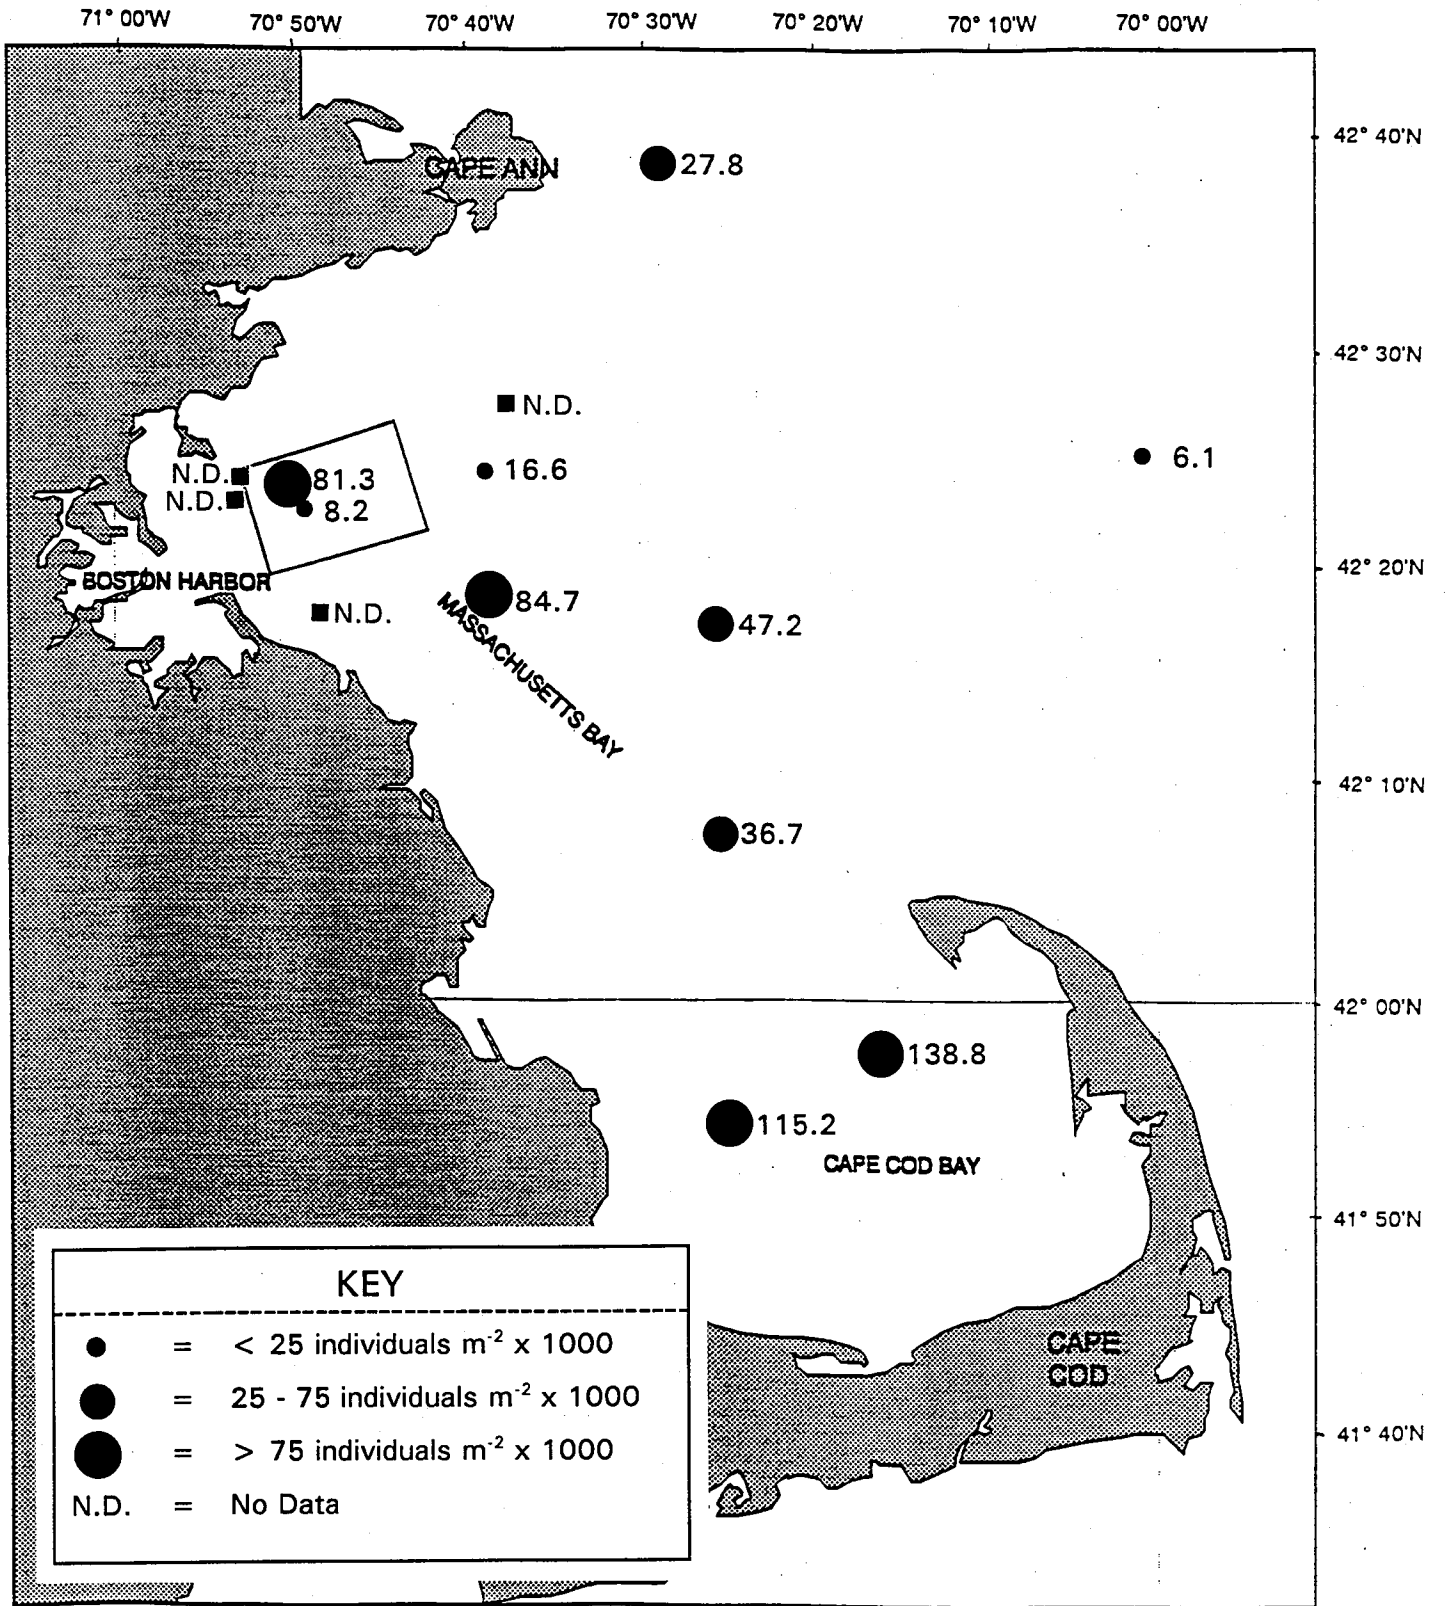 71° 00'W 70° 50'W 70° 40'W 70° 30'W 70° 20'W 70° 10'W 70° 00'W
42° 40'N
CAPE ANN
27.8
42° 30'N
N.D.
16.6
6.1
N.D.
81.3
N.D.
8.2
42° 20'N
BOSTON HARBOR
N.D.
84.7
47.2
MASSACHUSETTS BAY
42° 10'N
36.7
42° 00'N
138.8
115.2
CAPE COD BAY
41° 50'N
CAPE
COD
41° 40'N
KEY
= < 25 individuals m⁻² x 1000
= 25 - 75 individuals m⁻² x 1000
= > 75 individuals m⁻² x 1000
N.D. = No Data